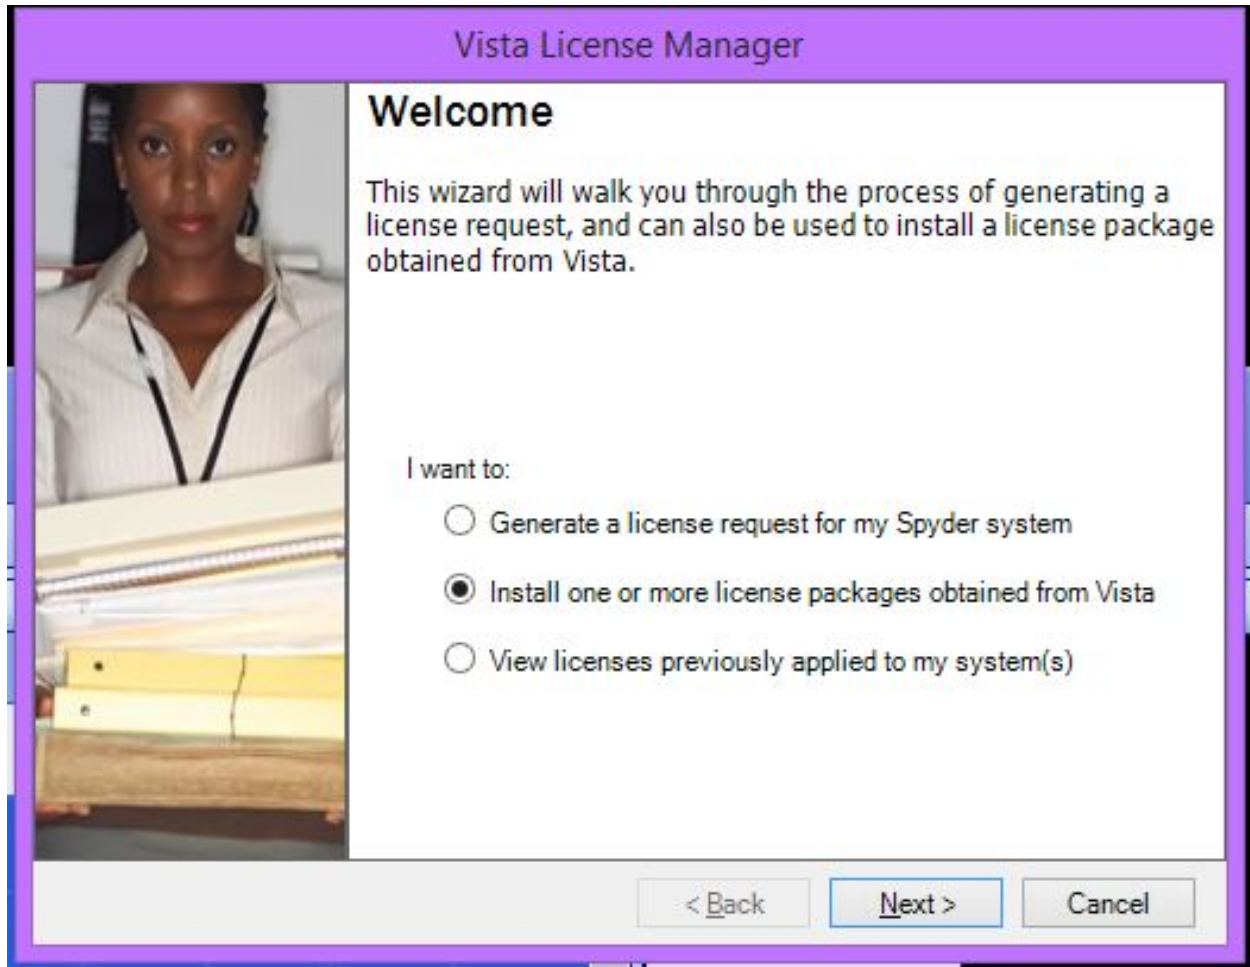 Vista License Manager
Welcome
This wizard will walk you through the process of generating a
license request, and can also be used to install a license package
obtained from Vista.
I want to:
Generate a license request for my Spyder system
Install one or more license packages obtained from Vista
View licenses previously applied to my system(s)
< Back
Next >
Cancel